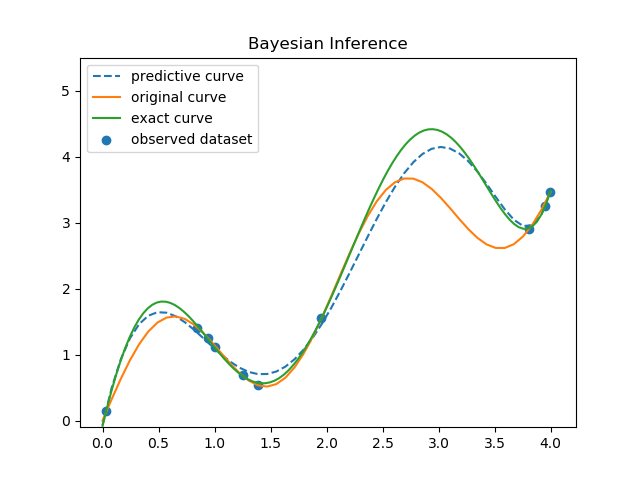 Bayesian Inference
predictive curve
original curve
exact curve
observed dataset
5
4
3
2
1
0
0.0 0.5 1.0 1.5 2.0 2.5 3.0 3.5 4.0